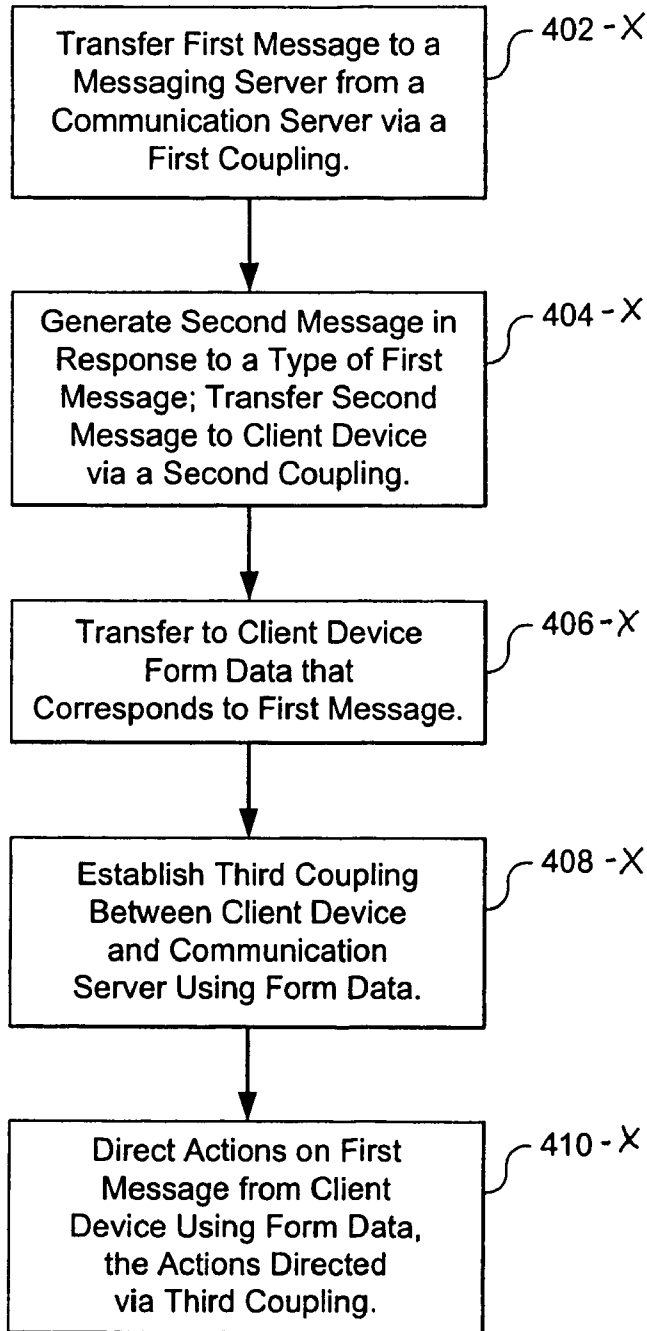 Transfer First Message to a
Messaging Server from a
Communication Server via a
First Coupling.
402-X
Generate Second Message in
Response to a Type of First
Message; Transfer Second
Message to Client Device
via a Second Coupling.
404-X
Transfer to Client Device
Form Data that
Corresponds to First Message.
406-X
Establish Third Coupling
Between Client Device
and Communication
Server Using Form Data.
408-X
Direct Actions on First
Message from Client
Device Using Form Data,
the Actions Directed
via Third Coupling.
410-X